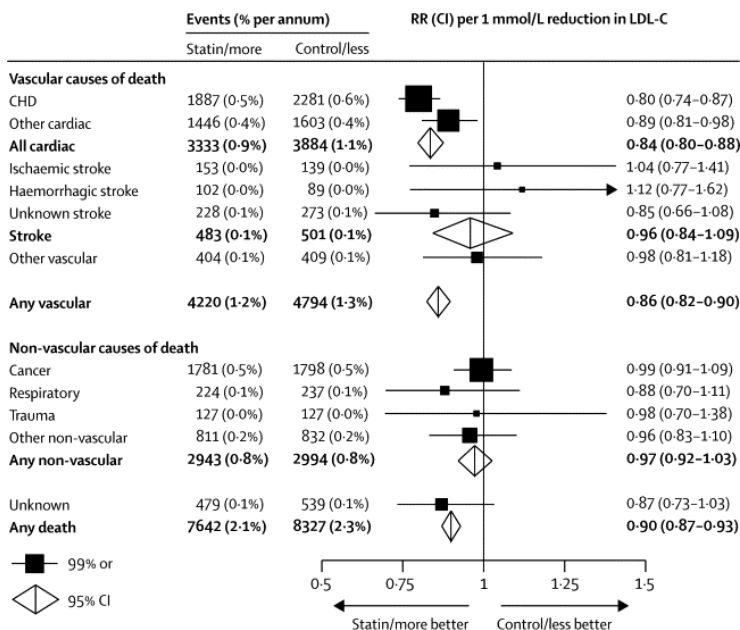 Events (% per annum) RR (CI) per 1 mmol/L reduction in LDL-C
Statin/more Control/less
Vascular causes of death
CHD 1887 (0·5%) 2281 (0·6%) 0·80 (0·74–0·87)
Other cardiac 1446 (0·4%) 1603 (0·4%) 0·89 (0·81–0·98)
All cardiac 3333 (0·9%) 3884 (1·1%) 0·84 (0·80–0·88)
Ischaemic stroke 153 (0·0%) 139 (0·0%) 1·04 (0·77–1·41)
Haemorrhagic stroke 102 (0·0%) 89 (0·0%) 1·12 (0·77–1·62)
Unknown stroke 228 (0·1%) 273 (0·1%) 0·85 (0·66–1·08)
Stroke 483 (0·1%) 501 (0·1%) 0·96 (0·84–1·09)
Other vascular 404 (0·1%) 409 (0·1%) 0·98 (0·81–1·18)
Any vascular 4220 (1·2%) 4794 (1·3%) 0·86 (0·82–0·90)
Non-vascular causes of death
Cancer 1781 (0·5%) 1798 (0·5%) 0·99 (0·91–1·09)
Respiratory 224 (0·1%) 237 (0·1%) 0·88 (0·70–1·11)
Trauma 127 (0·0%) 127 (0·0%) 0·98 (0·70–1·38)
Other non-vascular 811 (0·2%) 832 (0·2%) 0·96 (0·83–1·10)
Any non-vascular 2943 (0·8%) 2994 (0·8%) 0·97 (0·92–1·03)
Unknown 479 (0·1%) 539 (0·1%) 0·87 (0·73–1·03)
Any death 7642 (2·1%) 8327 (2·3%) 0·90 (0·87–0·93)
99% or
95% CI
0·5 0·75 1 1·25 1·5
Statin/more better Control/less better